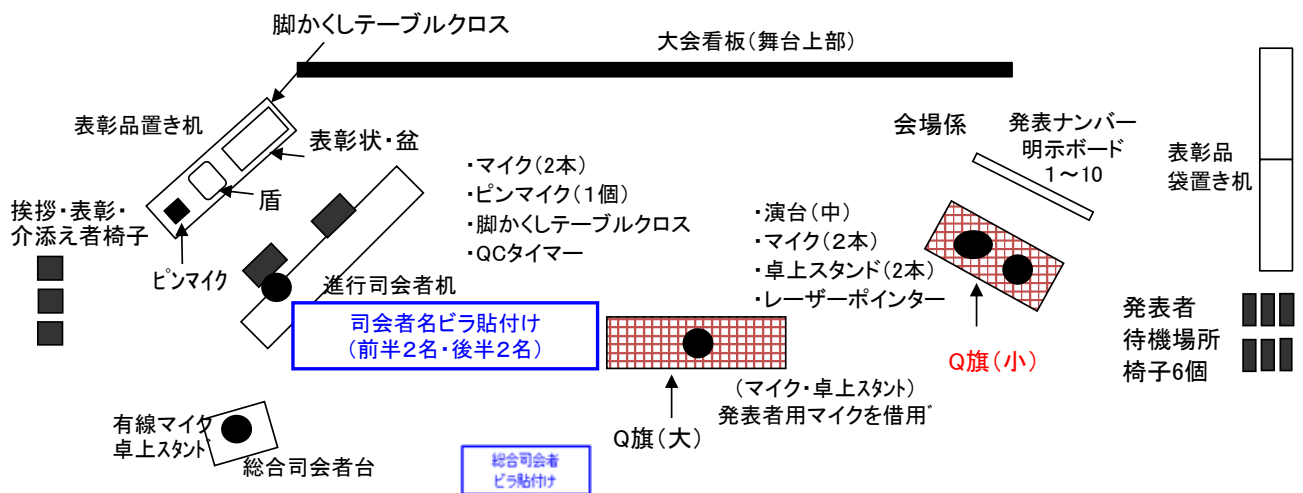 脚かくしテーブルクロス
大会看板(舞台上部)
表彰品置き机
表彰状・盆
盾
挨拶・表彰・
介添え者椅子
ピンマイク
・マイク(2本)
・ピンマイク(1個)
・脚かくしテーブルクロス
・QCタイマー
進行司会者机
司会者名ビラ貼付け
(前半2名・後半2名)
会場係
発表ナンバー
明示ボード
1~10
表彰品
袋置き机
・演台(中)
・マイク(2本)
・卓上スタンド(2本)
・レーザーポインター
Q旗(小)
発表者
待機場所
椅子6個
(マイク・卓上スタンド)
発表者用マイクを借用
Q旗(大)
有線マイク
卓上スタンド
総合司会者台
総合司会者
ビラ貼付け